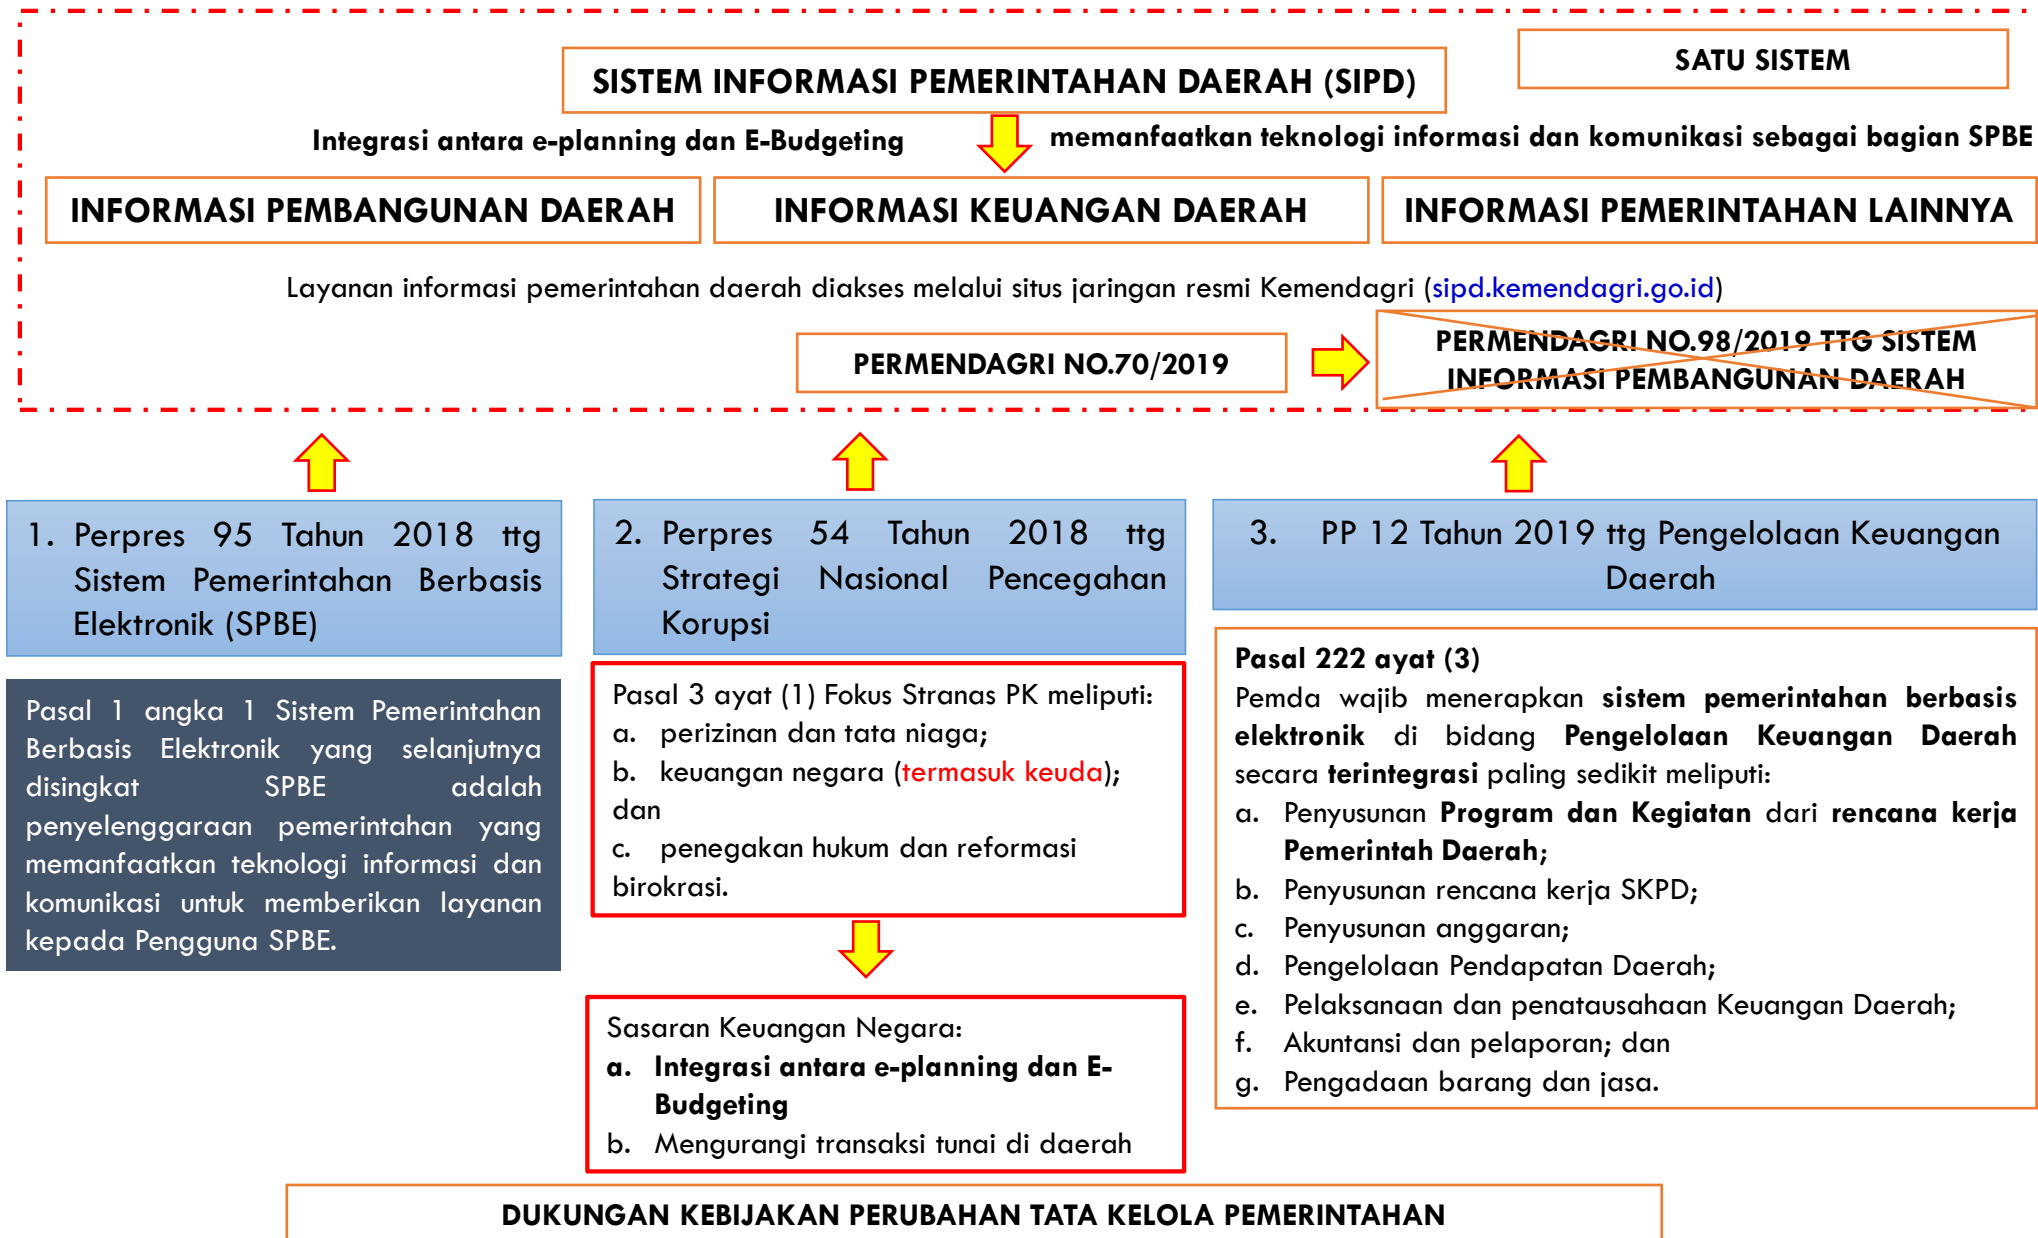 SATU SISTEM
SISTEM INFORMASI PEMERINTAHAN DAERAH (SIPD)
Integrasi antara e-planning dan E-Budgeting
memanfaatkan teknologi informasi dan komunikasi sebagai bagian SPBE
INFORMASI PEMBANGUNAN DAERAH
INFORMASI KEUANGAN DAERAH
INFORMASI PEMERINTAHAN LAINNYA
Layanan informasi pemerintahan daerah diakses melalui situs jaringan resmi Kemendagri (sipd.kemendagri.go.id)
PERMENDAGRI NO.70/2019
PERMENDAGRI NO.98/2019 TTG SISTEM
INFORMASI PEMBANGUNAN DAERAH
1. Perpres 95 Tahun 2018 ttg
Sistem Pemerintahan Berbasis
Elektronik (SPBE)
Pasal 1 angka 1 Sistem Pemerintahan
Berbasis Elektronik yang selanjutnya
disingkat SPBE adalah
penyelenggaraan pemerintahan yang
memanfaatkan teknologi informasi dan
komunikasi untuk memberikan layanan
kepada Pengguna SPBE.
2. Perpres 54 Tahun 2018 ttg
Strategi Nasional Pencegahan
Korupsi
Pasal 3 ayat (1) Fokus Stranas PK meliputi:
a. perizinan dan tata niaga;
b. keuangan negara (termasuk keuda);
dan
c. penegakan hukum dan reformasi
birokrasi.
Sasaran Keuangan Negara:
a. Integrasi antara e-planning dan E-
Budgeting
b. Mengurangi transaksi tunai di daerah
3. PP 12 Tahun 2019 ttg Pengelolaan Keuangan
Daerah
Pasal 222 ayat (3)
Pemda wajib menerapkan sistem pemerintahan berbasis
elektronik di bidang Pengelolaan Keuangan Daerah
secara terintegrasi paling sedikit meliputi:
a. Penyusunan Program dan Kegiatan dari rencana kerja
Pemerintah Daerah;
b. Penyusunan rencana kerja SKPD;
c. Penyusunan anggaran;
d. Pengelolaan Pendapatan Daerah;
e. Pelaksanaan dan penatausahaan Keuangan Daerah;
f. Akuntansi dan pelaporan; dan
g. Pengadaan barang dan jasa.
DUKUNGAN KEBIJAKAN PERUBAHAN TATA KELOLA PEMERINTAHAN